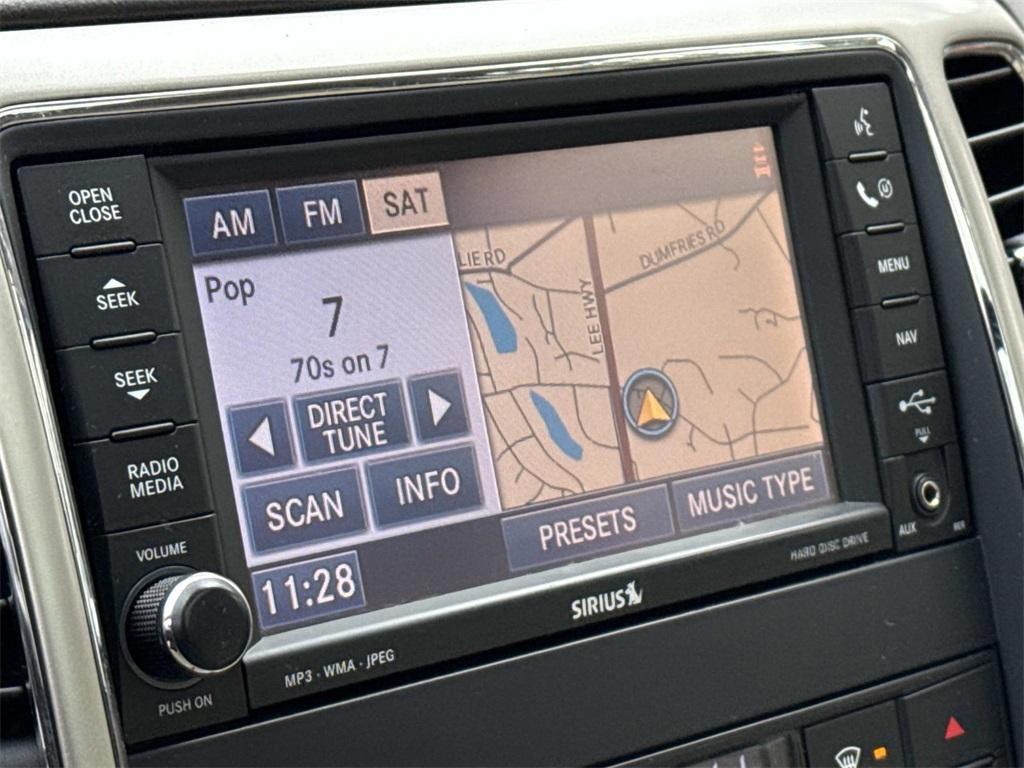 OPEN
CLOSE
SEEK
SEEK
RADIO
MEDIA
VOLUME
PUSH ON
AM
FM
SAT
Pop
7
70s on 7
DIRECT
TUNE
SCAN
INFO
11:28
LIE RD
LEE HWY
DUMFRIES RD
PRESETS
MUSIC TYPE
MP3 · WMA · JPEG
SIRIUS
HARD DISC DRIVE
MENU
NAV
PULL
AUX